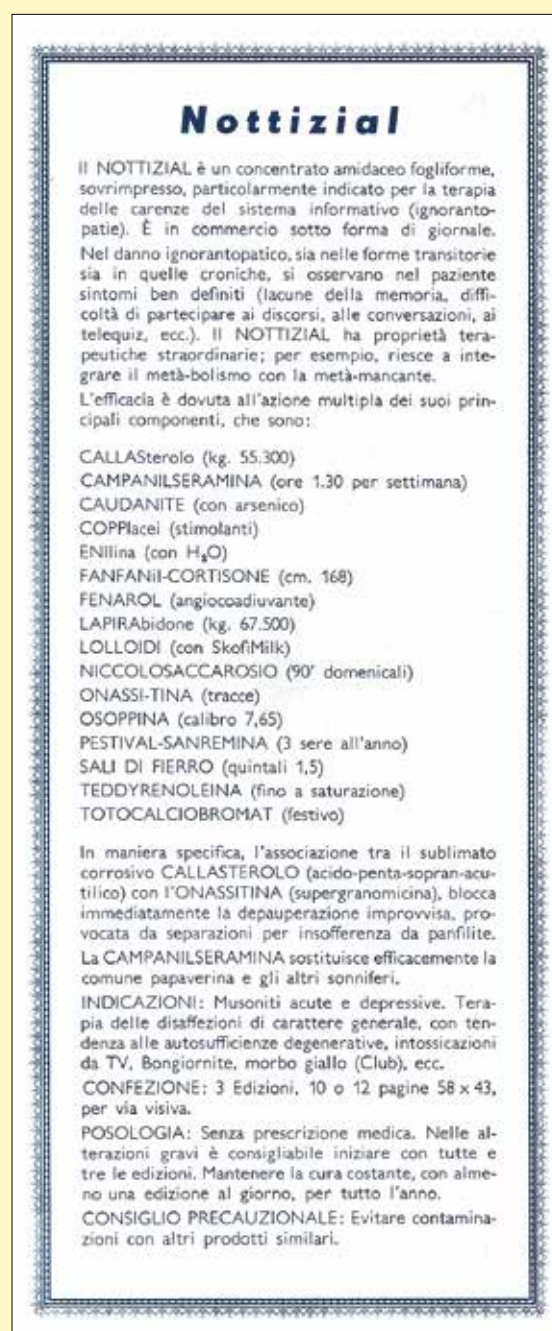 Nottizial
Il NOTTIZIAL è un concentrato amidaceo fogliforme,
sovrimpresso, particolarmente indicato per la terapia
delle carenze del sistema informativo (ignoranto-
patie). È in commercio sotto forma di giornale.
Nel danno ignorantopatico, sia nelle forme transitorie
sia in quelle croniche, si osservano nel paziente
sintomi ben definiti (lacune della memoria, diffi-
coltà di partecipare ai discorsi, alle conversazioni, ai
telequiz, ecc.). Il NOTTIZIAL ha proprietà tera-
peutiche straordinarie; per esempio, riesce a inte-
grare il metà-bolismo con la metà-mancante.
L'efficacia è dovuta all'azione multipla dei suoi prin-
cipali componenti, che sono:
CALLASterolo (kg. 55.300)
CAMPANILSERAMINA (ore 1.30 per settimana)
CAUDANITE (con arsenico)
COPPIacei (stimolanti)
ENIlina (con H₂O)
FANFANil-CORTISONE (cm. 168)
FENAROL (angiocoadiuvante)
LAPIRAbidone (kg. 67.500)
LOLLOIDI (con SkofiMilk)
NICCOLOSACCAROSIO (90' domenicali)
ONASSI-TINA (tracce)
OSOPPINA (calibro 7,65)
PESTIVAL-SANREMINA (3 sere all'anno)
SALI DI FIERRO (quintali 1,5)
TEDDYRENOLEINA (fino a saturazione)
TOTOCALCIOBROMAT (festivo)
In maniera specifica, l'associazione tra il sublimato
corrosivo CALLASTEROLO (acido-penta-sopran-acu-
tilico) con l'ONASSITINA (supergranomicina), blocca
immediatamente la depauperazione improvvisa, pro-
vocata da separazioni per insofferenza da panfilite.
La CAMPANILSERAMINA sostituisce efficacemente la
comune papaverina e gli altri sonniferi.
INDICAZIONI: Musoniti acute e depressive. Tera-
pia delle disaffezioni di carattere generale, con ten-
denza alle autosufficienze degenerative, intossicazioni
da TV, Bongiornite, morbo giallo (Club), ecc.
CONFEZIONE: 3 Edizioni, 10 o 12 pagine 58 x 43,
per via visiva.
POSOLOGIA: Senza prescrizione medica. Nelle al-
terazioni gravi è consigliabile iniziare con tutte e
tre le edizioni. Mantenere la cura costante, con alme-
no una edizione al giorno, per tutto l'anno.
CONSIGLIO PRECAUZIONALE: Evitare contamina-
zioni con altri prodotti similari.